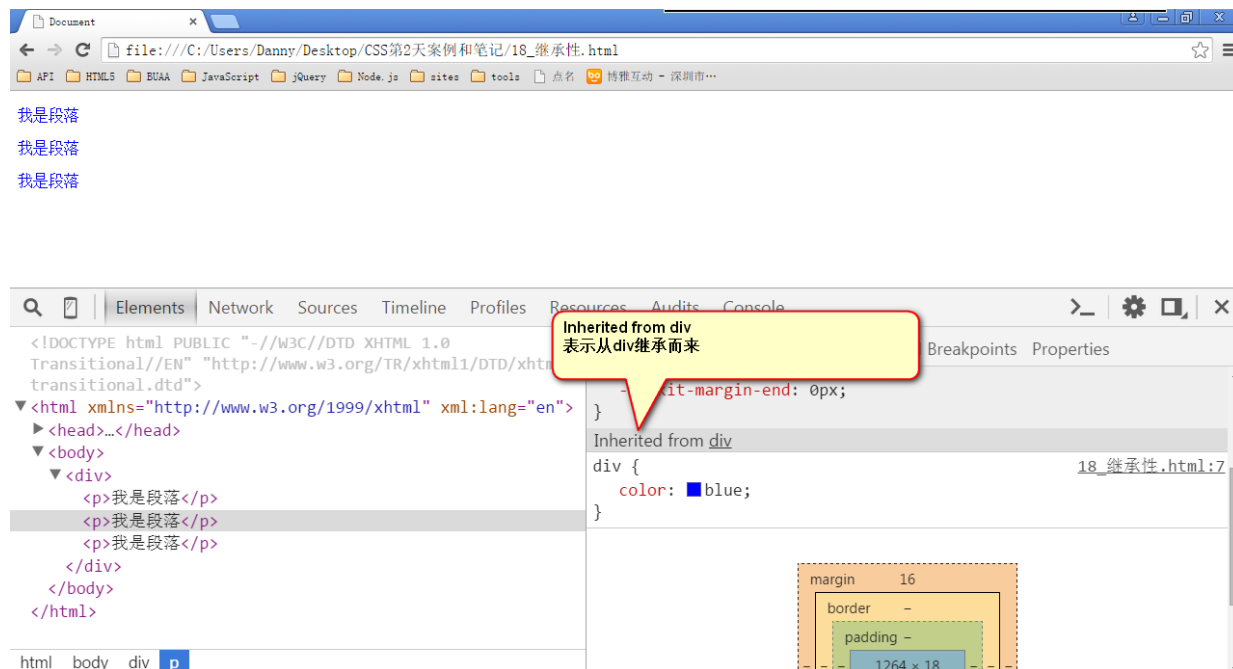 Document ×
file:///C:/Users/Danny/Desktop/CSS第2天案例和笔记/18_继承性.html
API HTML5 BUAA JavaScript jQuery Node.js sites tools 点名 博雅互动 - 深圳市…
我是段落
我是段落
我是段落
Elements Network Sources Timeline Profiles Resources Audits Console
Inherited from div
表示从div继承而来
Breakpoints Properties
<!DOCTYPE html PUBLIC "-//W3C//DTD XHTML 1.0
Transitional//EN" "http://www.w3.org/TR/xhtml1/DTD/xhtm
transitional.dtd">
<html xmlns="http://www.w3.org/1999/xhtml" xml:lang="en">
<head>…</head>
<body>
<div>
<p>我是段落</p>
<p>我是段落</p>
<p>我是段落</p>
</div>
</body>
</html>
html body div p
kit-margin-end: 0px;
}
Inherited from div
div { 18_继承性.html:7
color: blue;
}
margin 16
border –
padding –
– – – 1264 × 18 – – –